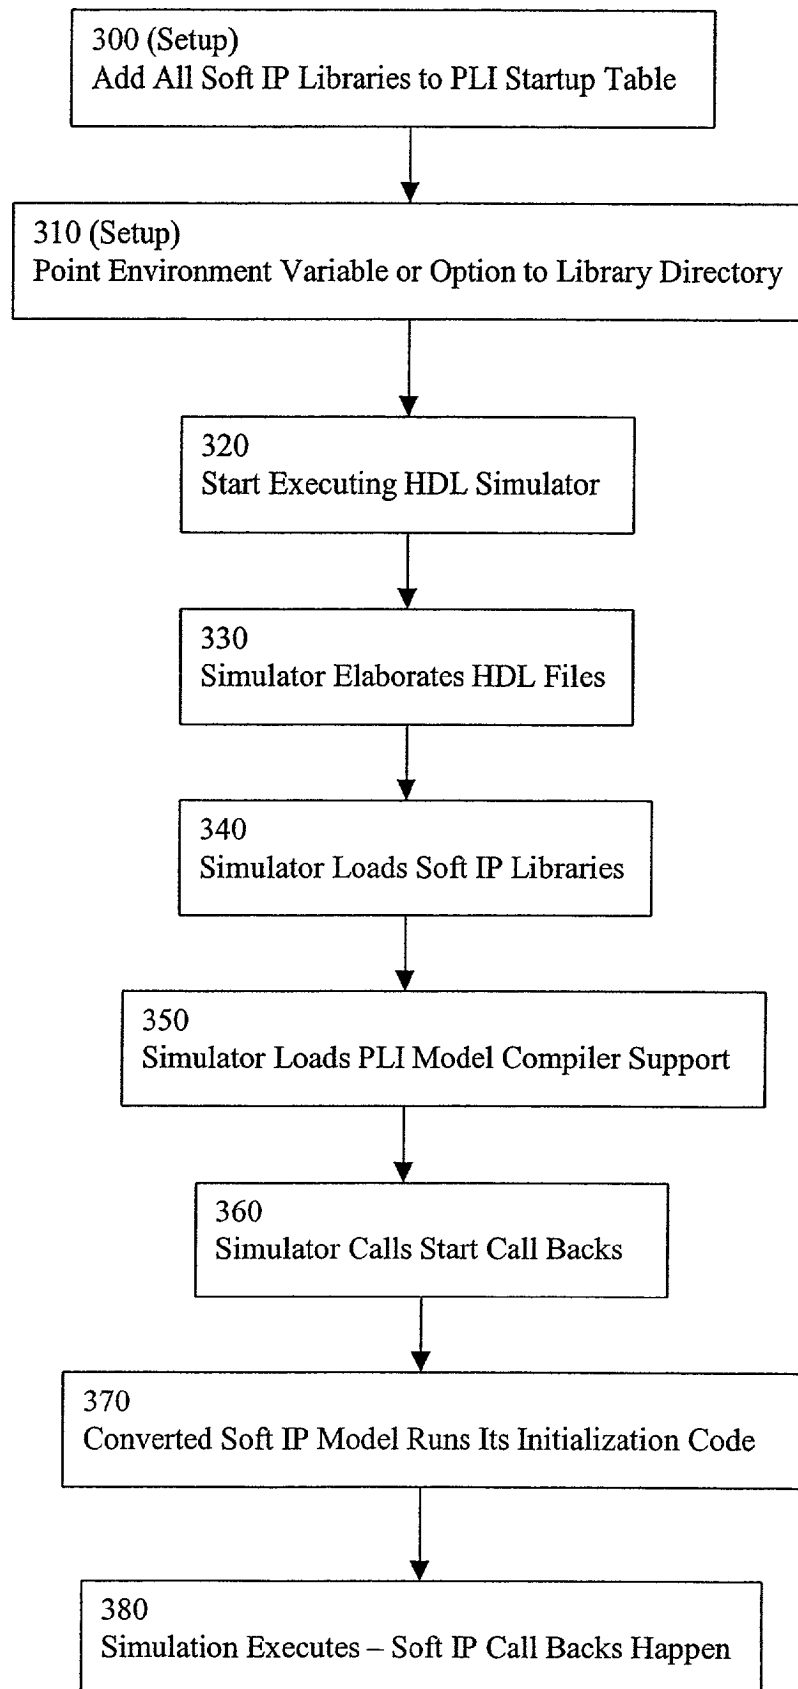 300 (Setup)
Add All Soft IP Libraries to PLI Startup Table
310 (Setup)
Point Environment Variable or Option to Library Directory
320
Start Executing HDL Simulator
330
Simulator Elaborates HDL Files
340
Simulator Loads Soft IP Libraries
350
Simulator Loads PLI Model Compiler Support
360
Simulator Calls Start Call Backs
370
Converted Soft IP Model Runs Its Initialization Code
380
Simulation Executes – Soft IP Call Backs Happen